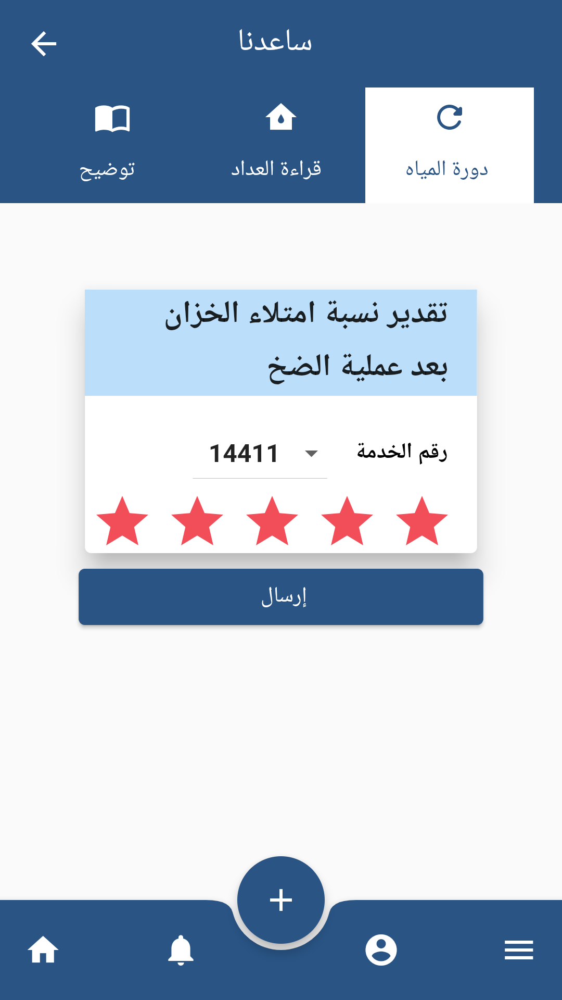 ساعدنا
دورة المياه
قراءة العداد
توضيح
تقدير نسبة امتلاء الخزان
بعد عملية الضخ
رقم الخدمة
14411
إرسال